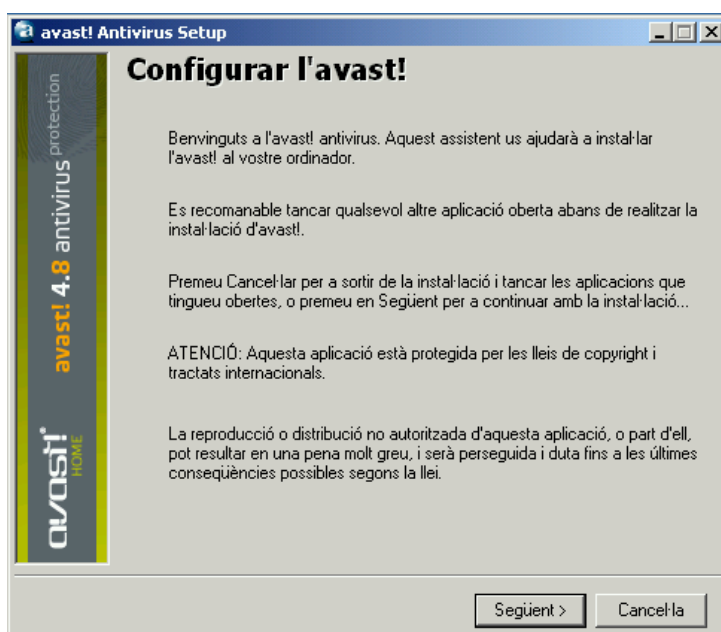 avast! Antivirus Setup
Configurar l'avast!
Benvinguts a l'avast! antivirus. Aquest assistent us ajudarà a instal·lar
l'avast! al vostre ordinador.
Es recomanable tancar qualsevol altre aplicació oberta abans de realitzar la
instal·lació d'avast!.
Premeu Cancel·lar per a sortir de la instal·lació i tancar les aplicacions que
tingueu obertes, o premeu en Següent per a continuar amb la instal·lació...
ATENCIÓ: Aquesta aplicació està protegida per les lleis de copyright i
tractats internacionals.
La reproducció o distribució no autoritzada d'aquesta aplicació, o part d'ell,
pot resultar en una pena molt greu, i serà perseguida i duta fins a les últimes
conseqüències possibles segons la llei.
avast! 4.8 antivirus protection
avast!
HOME
Següent >
Cancel·la